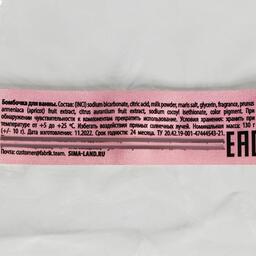 Бомбочка для ванны. Состав: (INCI) sodium bicarbonate, citric acid, milk powder, maris salt, glycerin, fragrance, prunus
armeniaca (apricot) fruit extract, citrus aurantium fruit extract, sodium cocoyl isethionate, color pigment. При
обнаружении чувствительности к компонентам прекратить использование. Условия хранения: хранить при
температуре от +5 до +25 °C. Избегать воздействия прямых солнечных лучей. Номинальная масса: 130 г
(+/- 10 г). Дата изготовления: 11.2022. Срок годности: 24 месяца. ТУ 20.42.19-001-47444543-21.
Почта: customer@fabrik.team. SIMA-LAND.RU
EAC